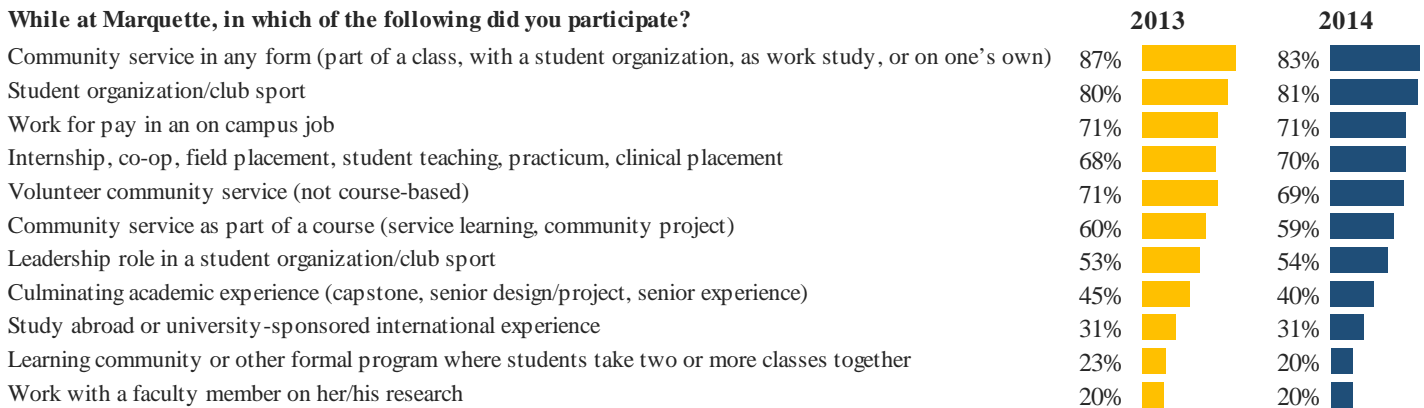 While at Marquette, in which of the following did you participate? 2013 2014
Community service in any form (part of a class, with a student organization, as work study, or on one’s own) 87% 83%
Student organization/club sport 80% 81%
Work for pay in an on campus job 71% 71%
Internship, co-op, field placement, student teaching, practicum, clinical placement 68% 70%
Volunteer community service (not course-based) 71% 69%
Community service as part of a course (service learning, community project) 60% 59%
Leadership role in a student organization/club sport 53% 54%
Culminating academic experience (capstone, senior design/project, senior experience) 45% 40%
Study abroad or university-sponsored international experience 31% 31%
Learning community or other formal program where students take two or more classes together 23% 20%
Work with a faculty member on her/his research 20% 20%